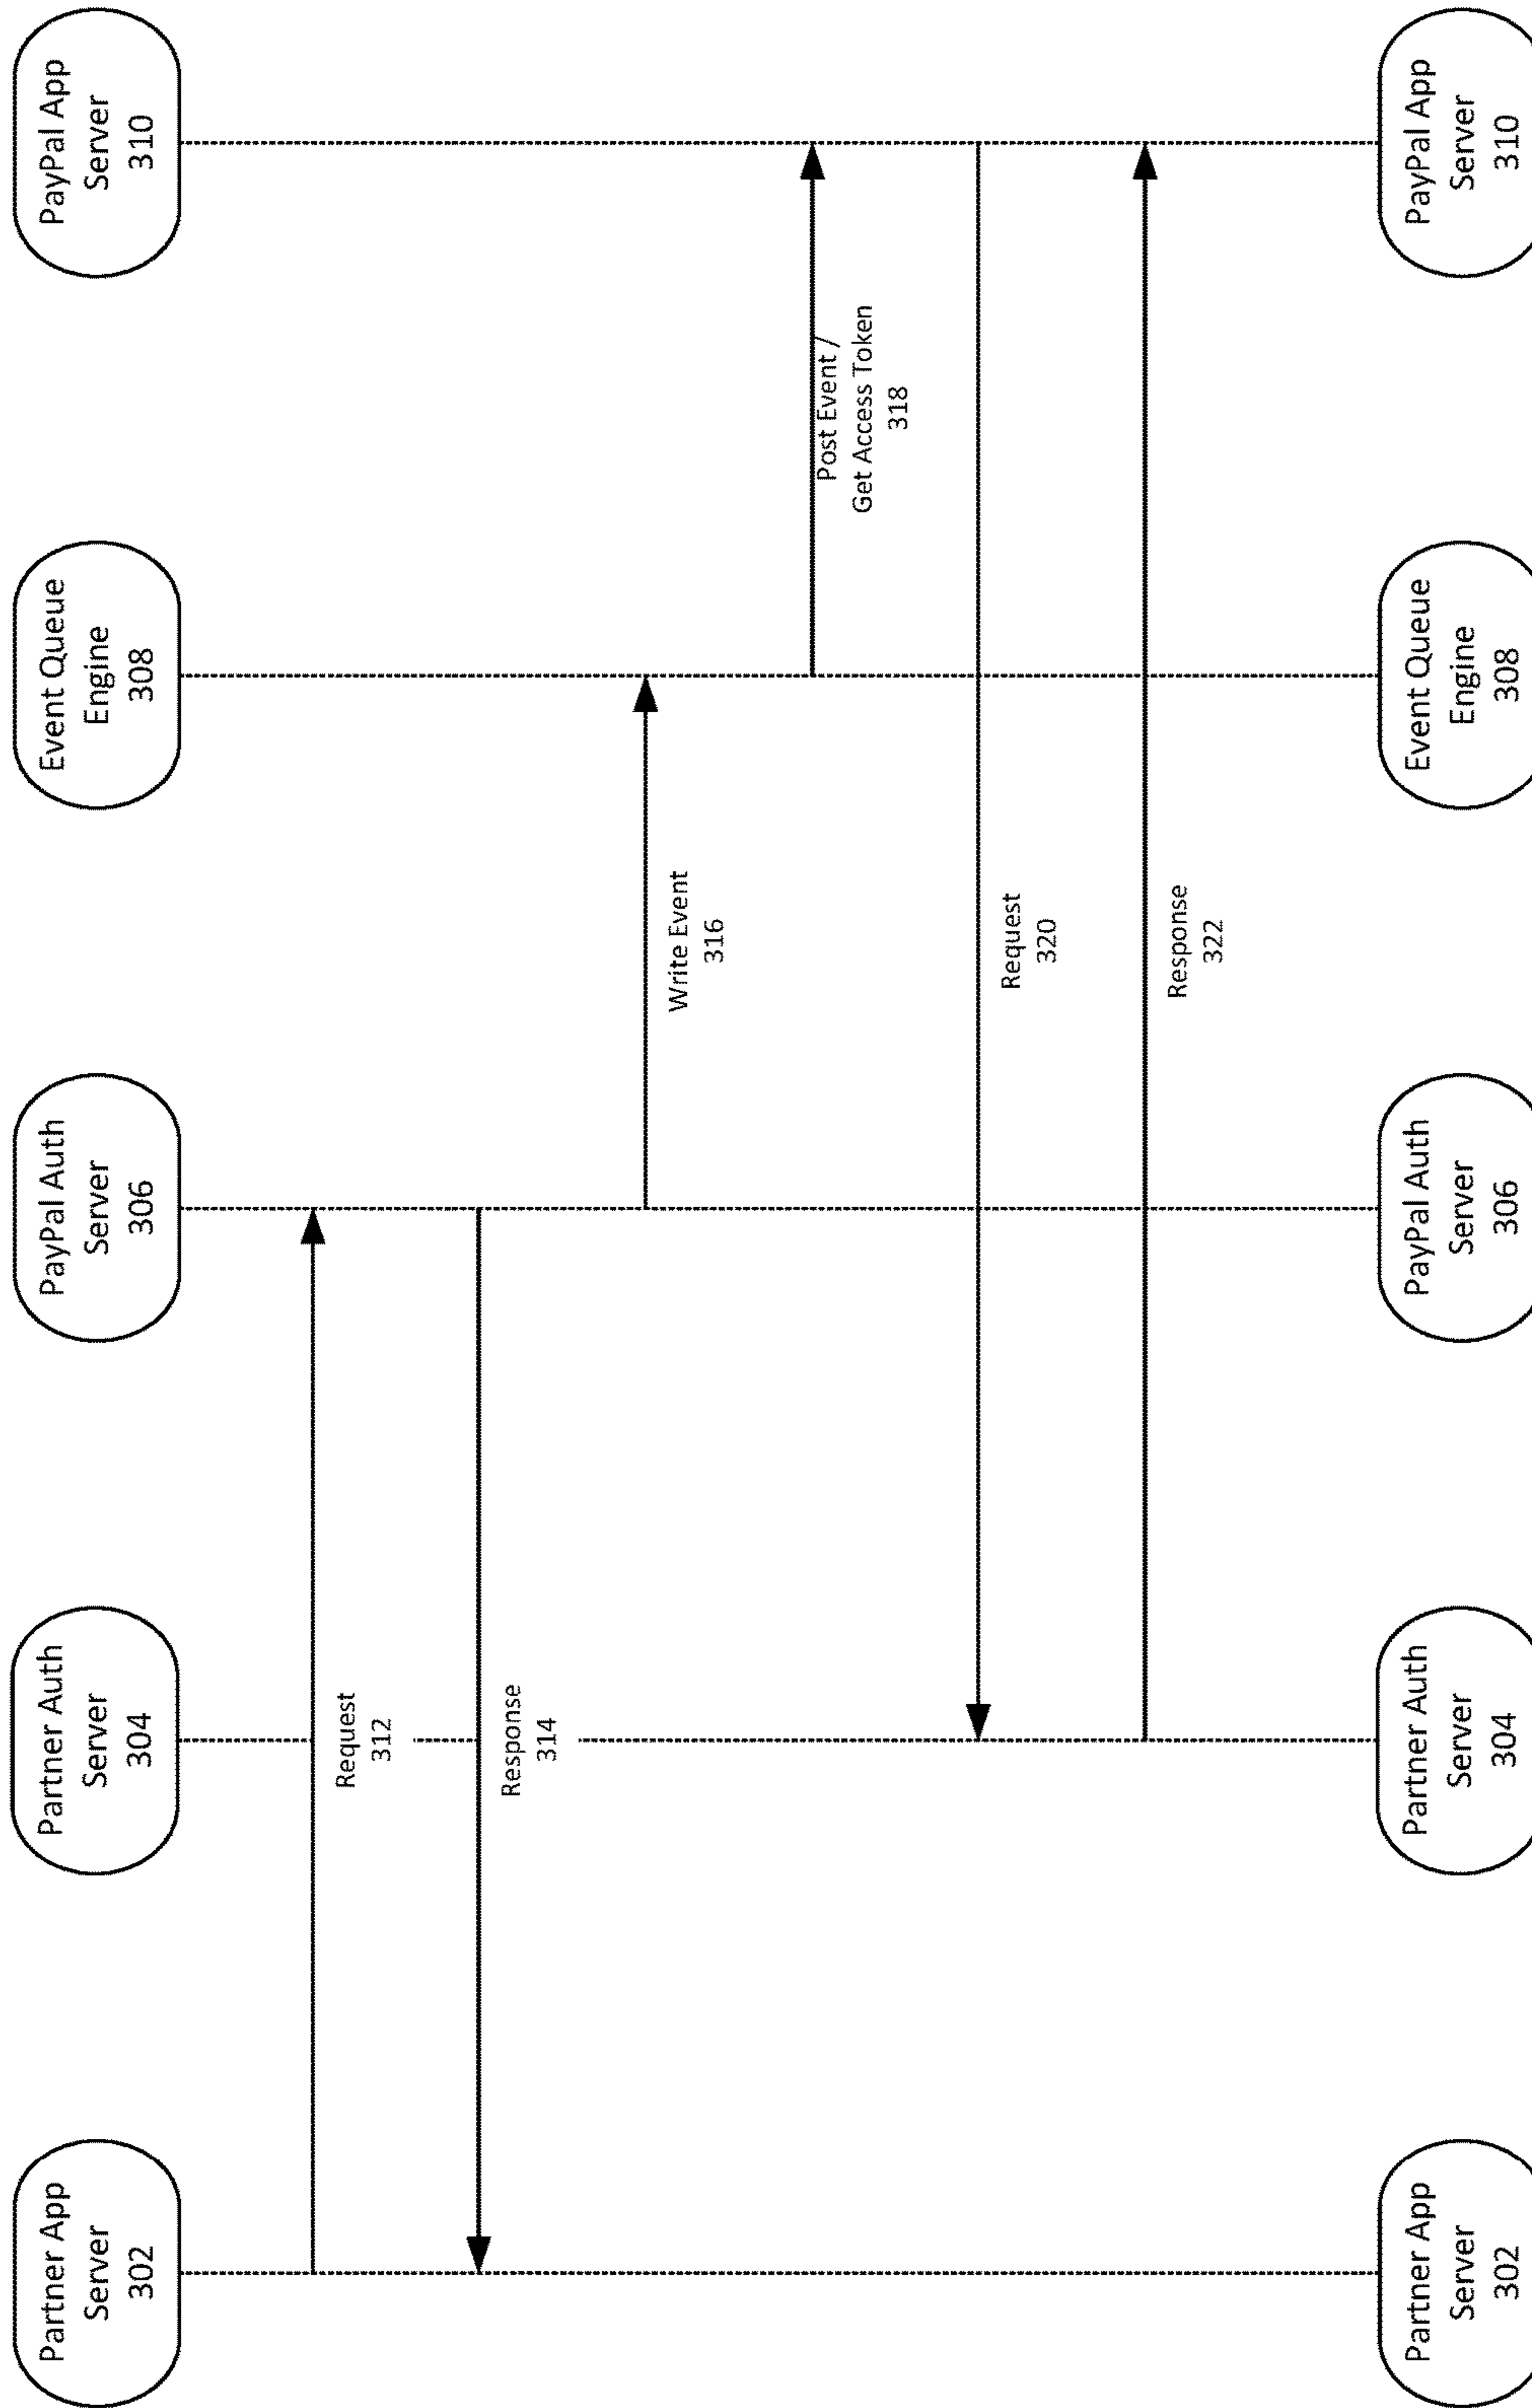 Partner App
Server
302
Partner Auth
Server
304
PayPal Auth
Server
306
Event Queue
Engine
308
PayPal App
Server
310
Request
312
Response
314
Write Event
316
Post Event /
Get Access Token
318
Request
320
Response
322
Partner App
Server
302
Partner Auth
Server
304
PayPal Auth
Server
306
Event Queue
Engine
308
PayPal App
Server
310